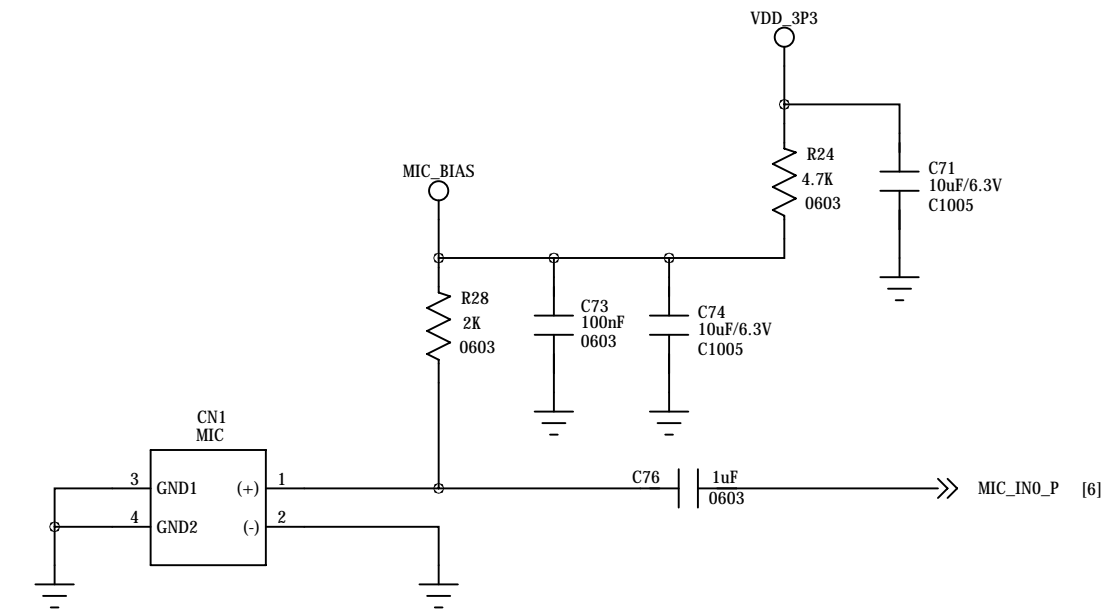 VDD_3P3
R24
4.7K
0603
C71
10uF/6.3V
C1005
MIC_BIAS
R28
2K
0603
C73
100nF
0603
C74
10uF/6.3V
C1005
CN1
MIC
3 GND1 (+) 1
4 GND2 (-) 2
C76 1uF
0603
MIC_IN0_P [6]